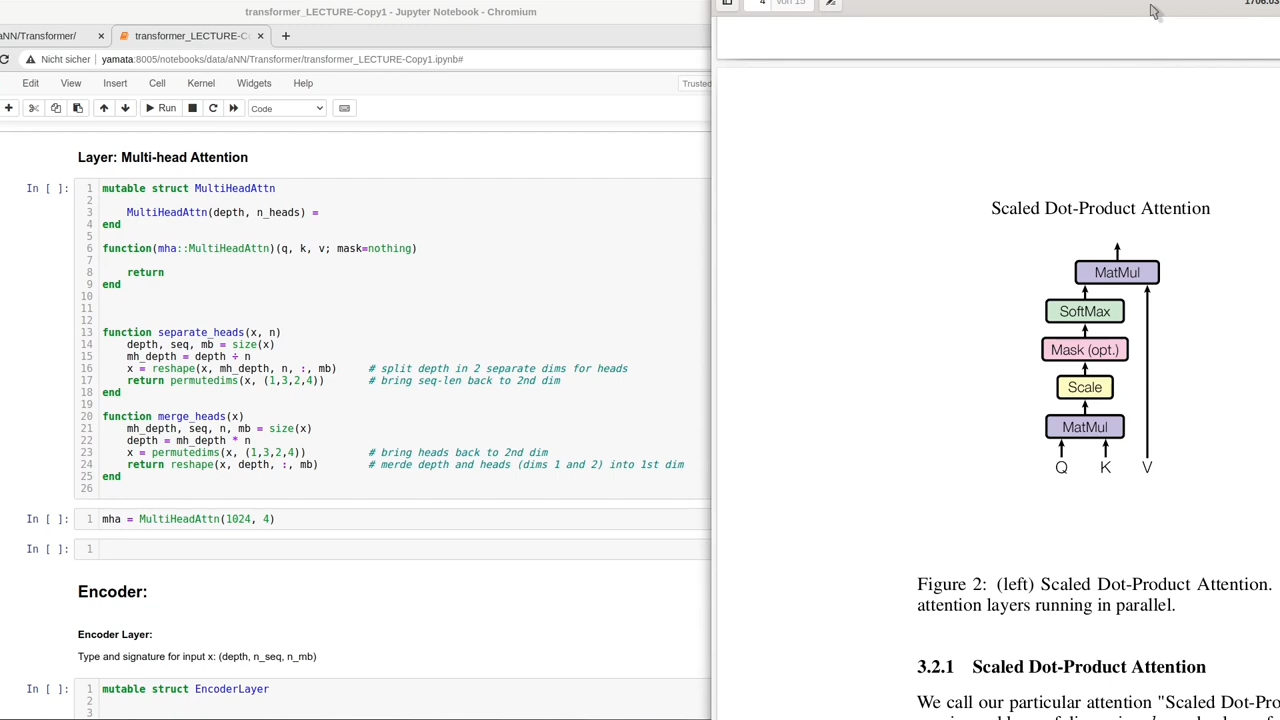 transformer_LECTURE-Copy1 - Jupyter Notebook - Chromium
aNN/Transformer/
transformer_LECTURE-C
Nicht sicher
yamata:8005/notebooks/data/aNN/Transformer/transformer_LECTURE-Copy1.ipynb#
Edit View Insert Cell Kernel Widgets Help
Trusted
Run
Code
Layer: Multi-head Attention
In [ ]:
1 mutable struct MultiHeadAttn
2
3 MultiHeadAttn(depth, n_heads) =
4 end
5
6 function(mha::MultiHeadAttn)(q, k, v; mask=nothing)
7
8 return
9 end
10
11
12
13 function separate_heads(x, n)
14 depth, seq, mb = size(x)
15 mh_depth = depth ÷ n
16 x = reshape(x, mh_depth, n, :, mb) # split depth in 2 separate dims for heads
17 return permutedims(x, (1,3,2,4)) # bring seq-len back to 2nd dim
18 end
19
20 function merge_heads(x)
21 mh_depth, seq, n, mb = size(x)
22 depth = mh_depth * n
23 x = permutedims(x, (1,3,2,4)) # bring heads back to 2nd dim
24 return reshape(x, depth, :, mb) # merde depth and heads (dims 1 and 2) into 1st dim
25 end
26
In [ ]: 1 mha = MultiHeadAttn(1024, 4)
In [ ]: 1
Encoder:
Encoder Layer:
Type and signature for input x: (depth, n_seq, n_mb)
In [ ]: 1 mutable struct EncoderLayer
2
3
4 von 15
1706.03
Scaled Dot-Product Attention
MatMul
SoftMax
Mask (opt.)
Scale
MatMul
Q K V
Figure 2: (left) Scaled Dot-Product Attention.
attention layers running in parallel.
3.2.1 Scaled Dot-Product Attention
We call our particular attention "Scaled Dot-Pro